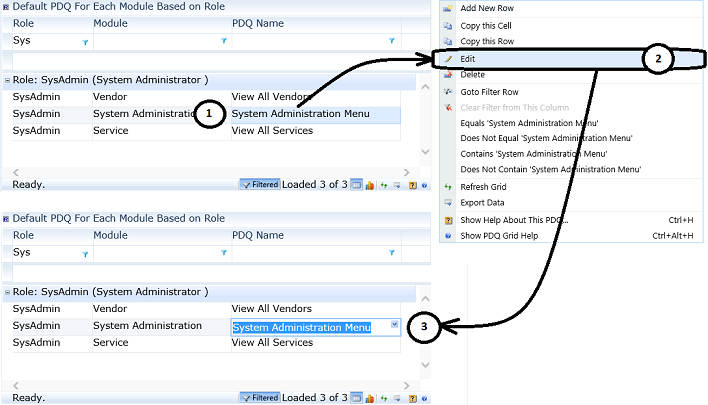 Default PDQ For Each Module Based on Role
Role Module PDQ Name
Sys
Role: SysAdmin (System Administrator )
SysAdmin Vendor View All Vendors
SysAdmin System Administration 1 System Administration Menu
SysAdmin Service View All Services
Ready. Filtered Loaded 3 of 3
Add New Row
Copy this Cell
Copy this Row
Edit 2
Delete
Goto Filter Row
Clear Filter from This Column
Equals 'System Administration Menu'
Does Not Equal 'System Administration Menu'
Contains 'System Administration Menu'
Does Not Contain 'System Administration Menu'
Refresh Grid
Export Data
Show Help About This PDQ... Ctrl+H
Show PDQ Grid Help Ctrl+Alt+H
Default PDQ For Each Module Based on Role
Role Module PDQ Name
Sys
Role: SysAdmin (System Administrator )
SysAdmin Vendor View All Vendors
SysAdmin System Administration System Administration Menu 3
SysAdmin Service View All Services
Ready. Filtered Loaded 3 of 3